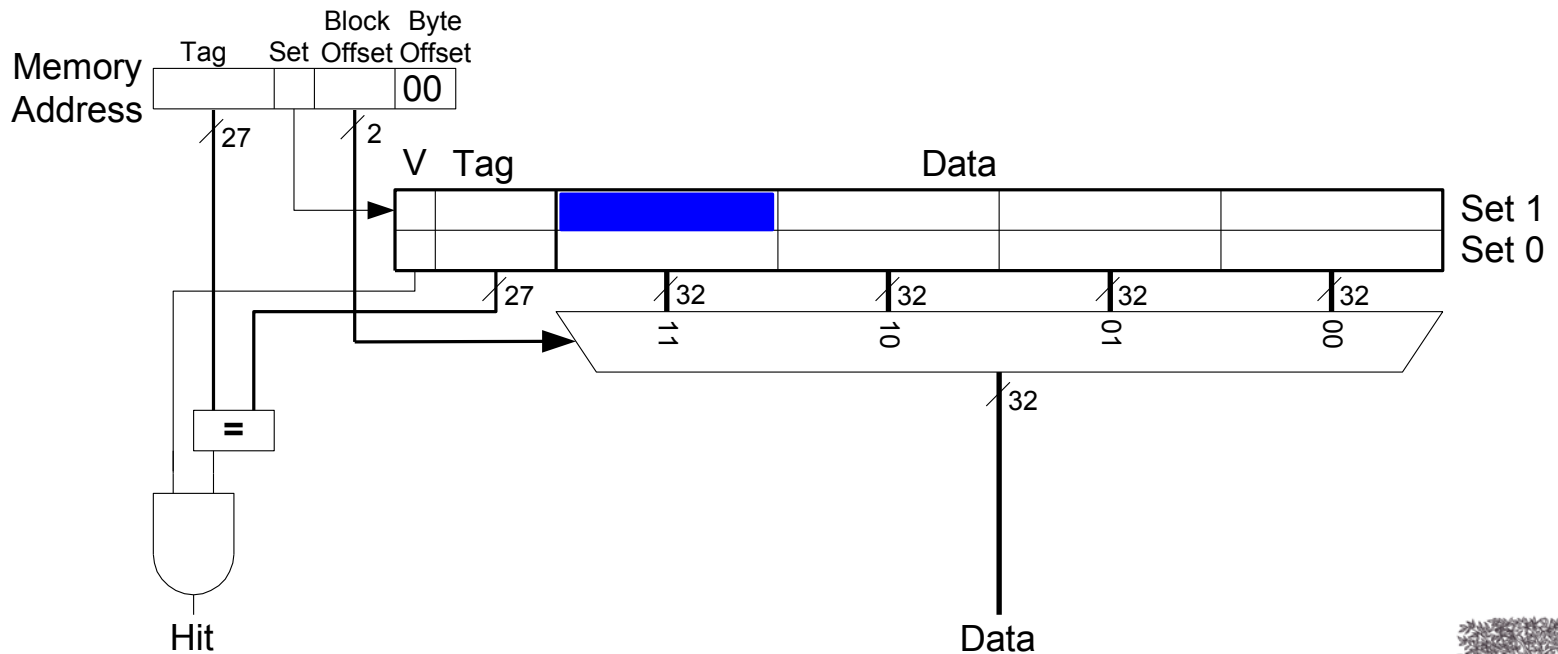 Block Byte
Tag Set Offset Offset
Memory Address 00
27 2
V Tag Data
Set 1
Set 0
27 32 32 32 32
11 10 01 00
32
=
Hit Data